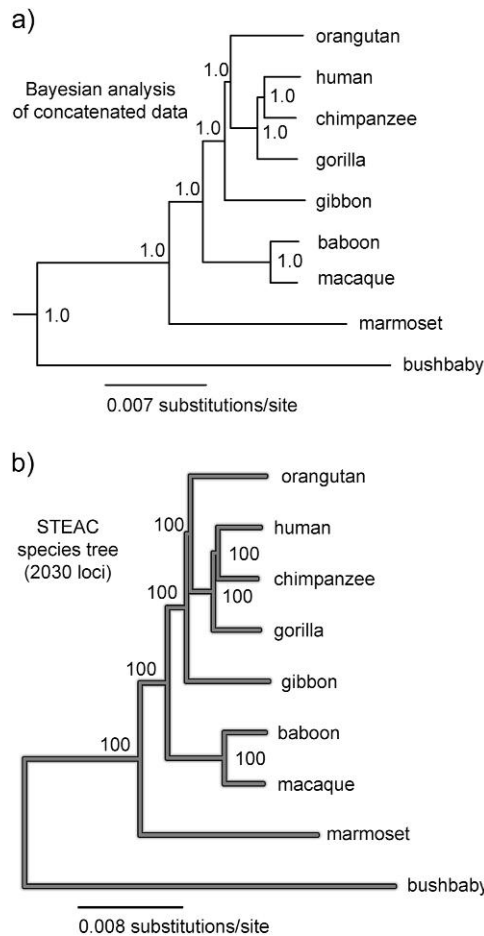 a)
Bayesian analysis
of concatenated data
orangutan
1.0
human
1.0
chimpanzee
1.0
1.0
gorilla
1.0
gibbon
1.0
baboon
1.0
macaque
1.0
marmoset
1.0
bushbaby
0.007 substitutions/site
b)
STEAC
species tree
(2030 loci)
orangutan
100
human
100
chimpanzee
100
100
gorilla
100
gibbon
100
baboon
100
macaque
marmoset
bushbaby
0.008 substitutions/site